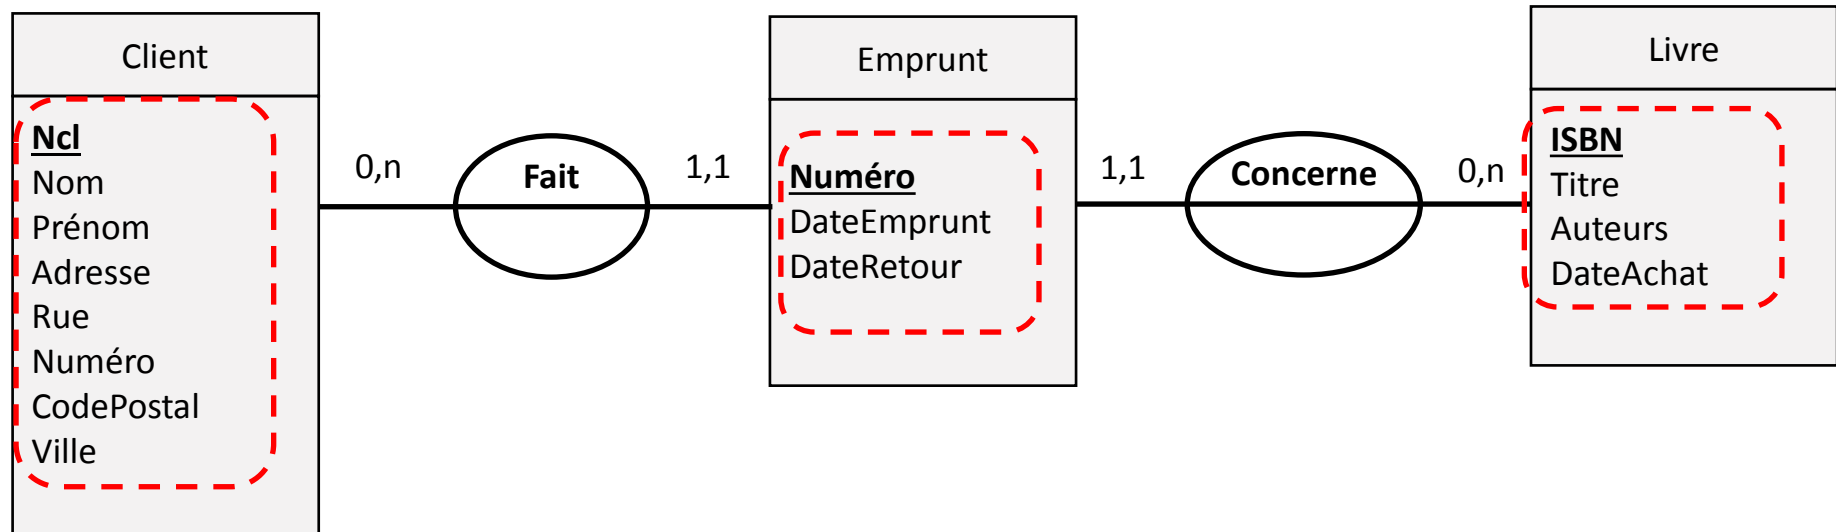 Client
Ncl
Nom
Prénom
Adresse
Rue
Numéro
CodePostal
Ville
0,n
Fait
1,1
Emprunt
Numéro
DateEmprunt
DateRetour
1,1
Concerne
0,n
Livre
ISBN
Titre
Auteurs
DateAchat